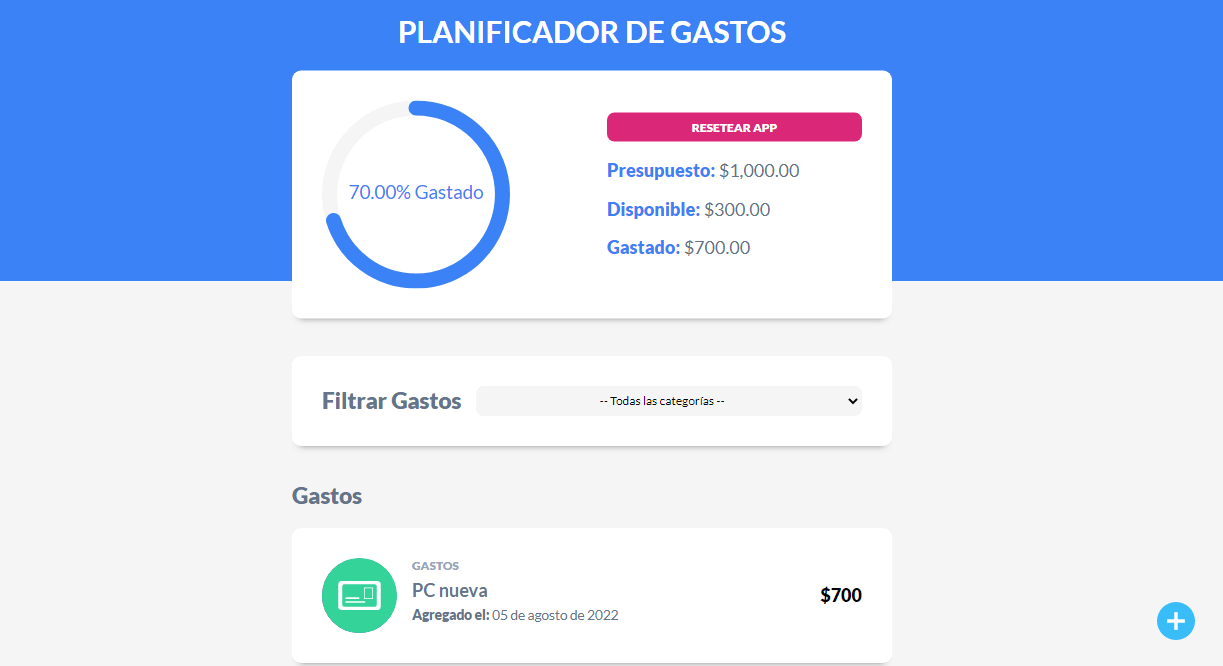 PLANIFICADOR DE GASTOS
70.00% Gastado
RESETEAR APP
Presupuesto: $1,000.00
Disponible: $300.00
Gastado: $700.00
Filtrar Gastos
-- Todas las categorías --
Gastos
GASTOS
PC nueva
Agregado el: 05 de agosto de 2022
$700